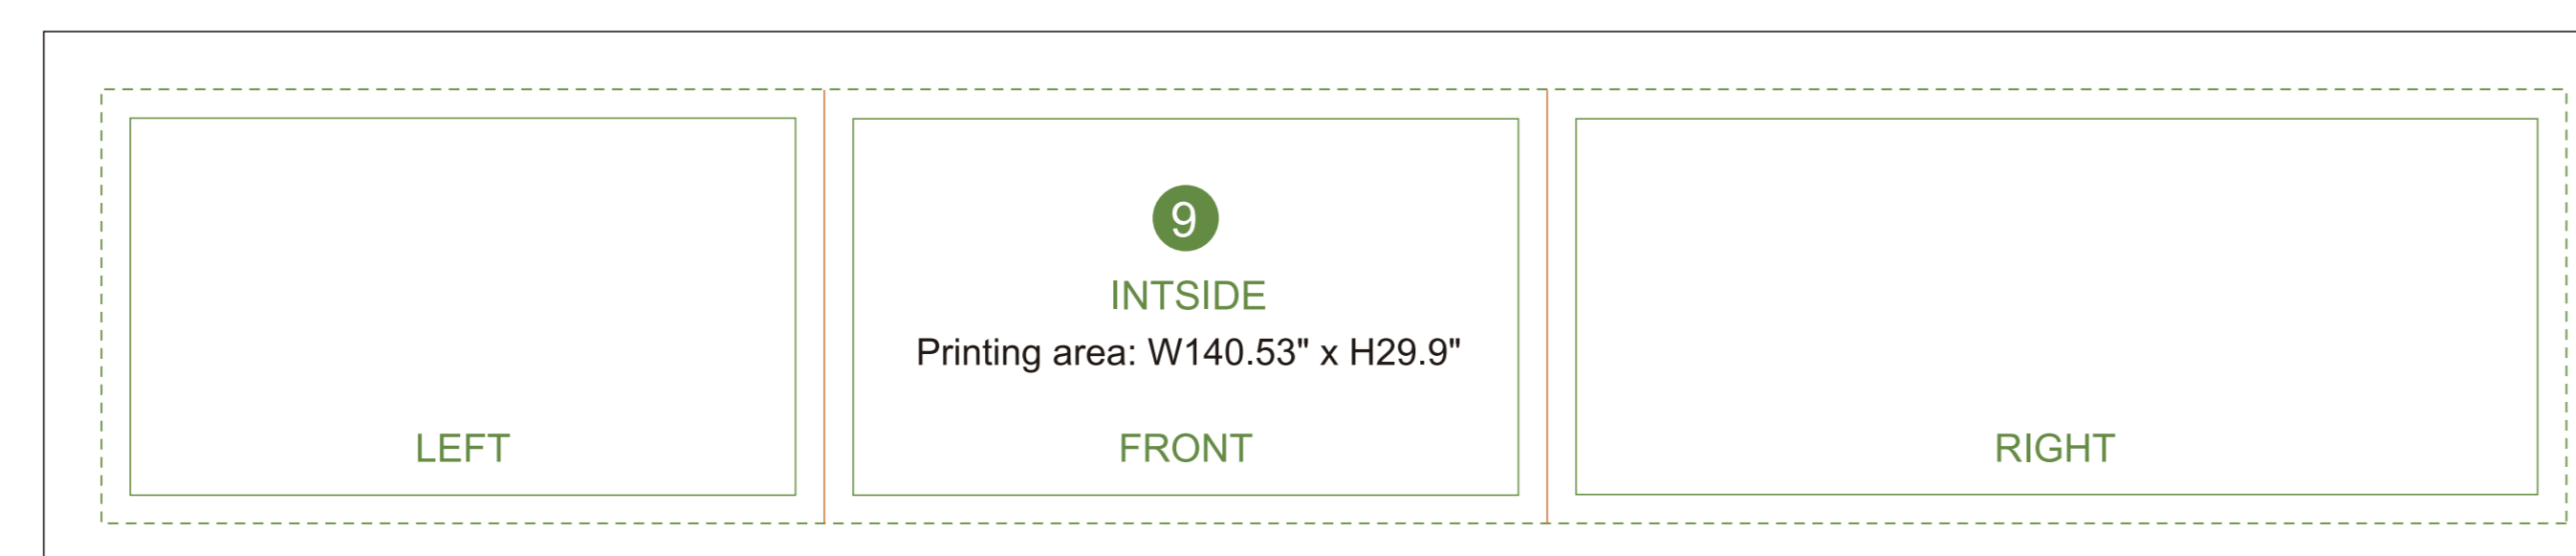 9
INTSIDE
Printing area: W140.53" x H29.9"
LEFT
FRONT
RIGHT